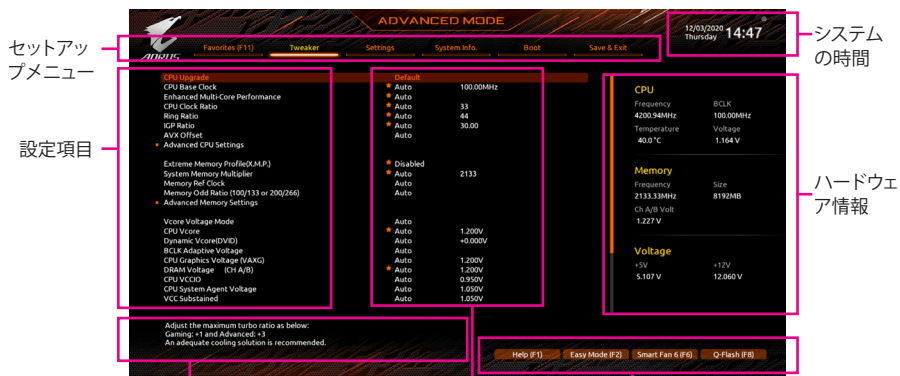 ADVANCED MODE
12/03/2020
Thursday
14:47
システム
の時間
セットアッ
プメニュー
AORUS
Favorites (F11) Tweaker Settings System Info. Boot Save & Exit
設定項目
CPU Upgrade Default
CPU Base Clock Auto 100.00MHz
Enhanced Multi-Core Performance Auto
CPU Clock Ratio Auto 33
Ring Ratio Auto 44
IGP Ratio Auto 30.00
AVX Offset Auto
Advanced CPU Settings
Extreme Memory Profile(X.M.P.) Disabled
System Memory Multiplier Auto 2133
Memory Ref Clock Auto
Memory Odd Ratio (100/133 or 200/266) Auto
Advanced Memory Settings
Vcore Voltage Mode Auto
CPU Vcore Auto 1.200V
Dynamic Vcore(DVID) Auto +0.000V
BCLK Adaptive Voltage Auto
CPU Graphics Voltage (VAXG) Auto 1.200V
DRAM Voltage (CH A/B) Auto 1.200V
CPU VCCIO Auto 0.950V
CPU System Agent Voltage Auto 1.050V
VCC Substained Auto 1.050V
CPU
Frequency BCLK
4200.94MHz 100.00MHz
Temperature Voltage
40.0 °C 1.164 V
Memory
Frequency Size
2133.33MHz 8192MB
Ch A/B Volt
1.227 V
Voltage
+5V +12V
5.107 V 12.060 V
ハードウェ
ア情報
Adjust the maximum turbo ratio as below:
Gaming: +1 and Advanced: +3
An adequate cooling solution is recommended.
Help (F1) Easy Mode (F2) Smart Fan 6 (F6) Q-Flash (F8)